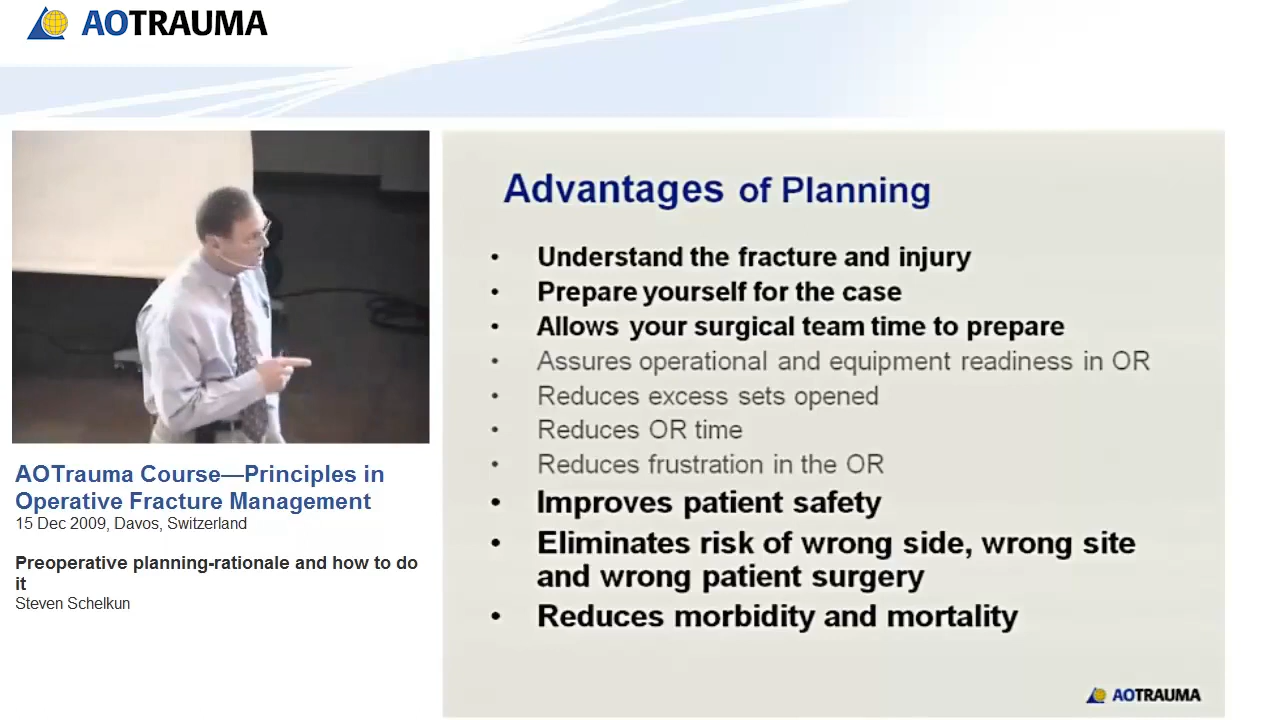 AOTRAUMA
AOTrauma Course—Principles in
Operative Fracture Management
15 Dec 2009, Davos, Switzerland
Preoperative planning-rationale and how to do
it
Steven Schelkun
Advantages of Planning
• Understand the fracture and injury
• Prepare yourself for the case
• Allows your surgical team time to prepare
• Assures operational and equipment readiness in OR
• Reduces excess sets opened
• Reduces OR time
• Reduces frustration in the OR
• Improves patient safety
• Eliminates risk of wrong side, wrong site
and wrong patient surgery
• Reduces morbidity and mortality
AOTRAUMA